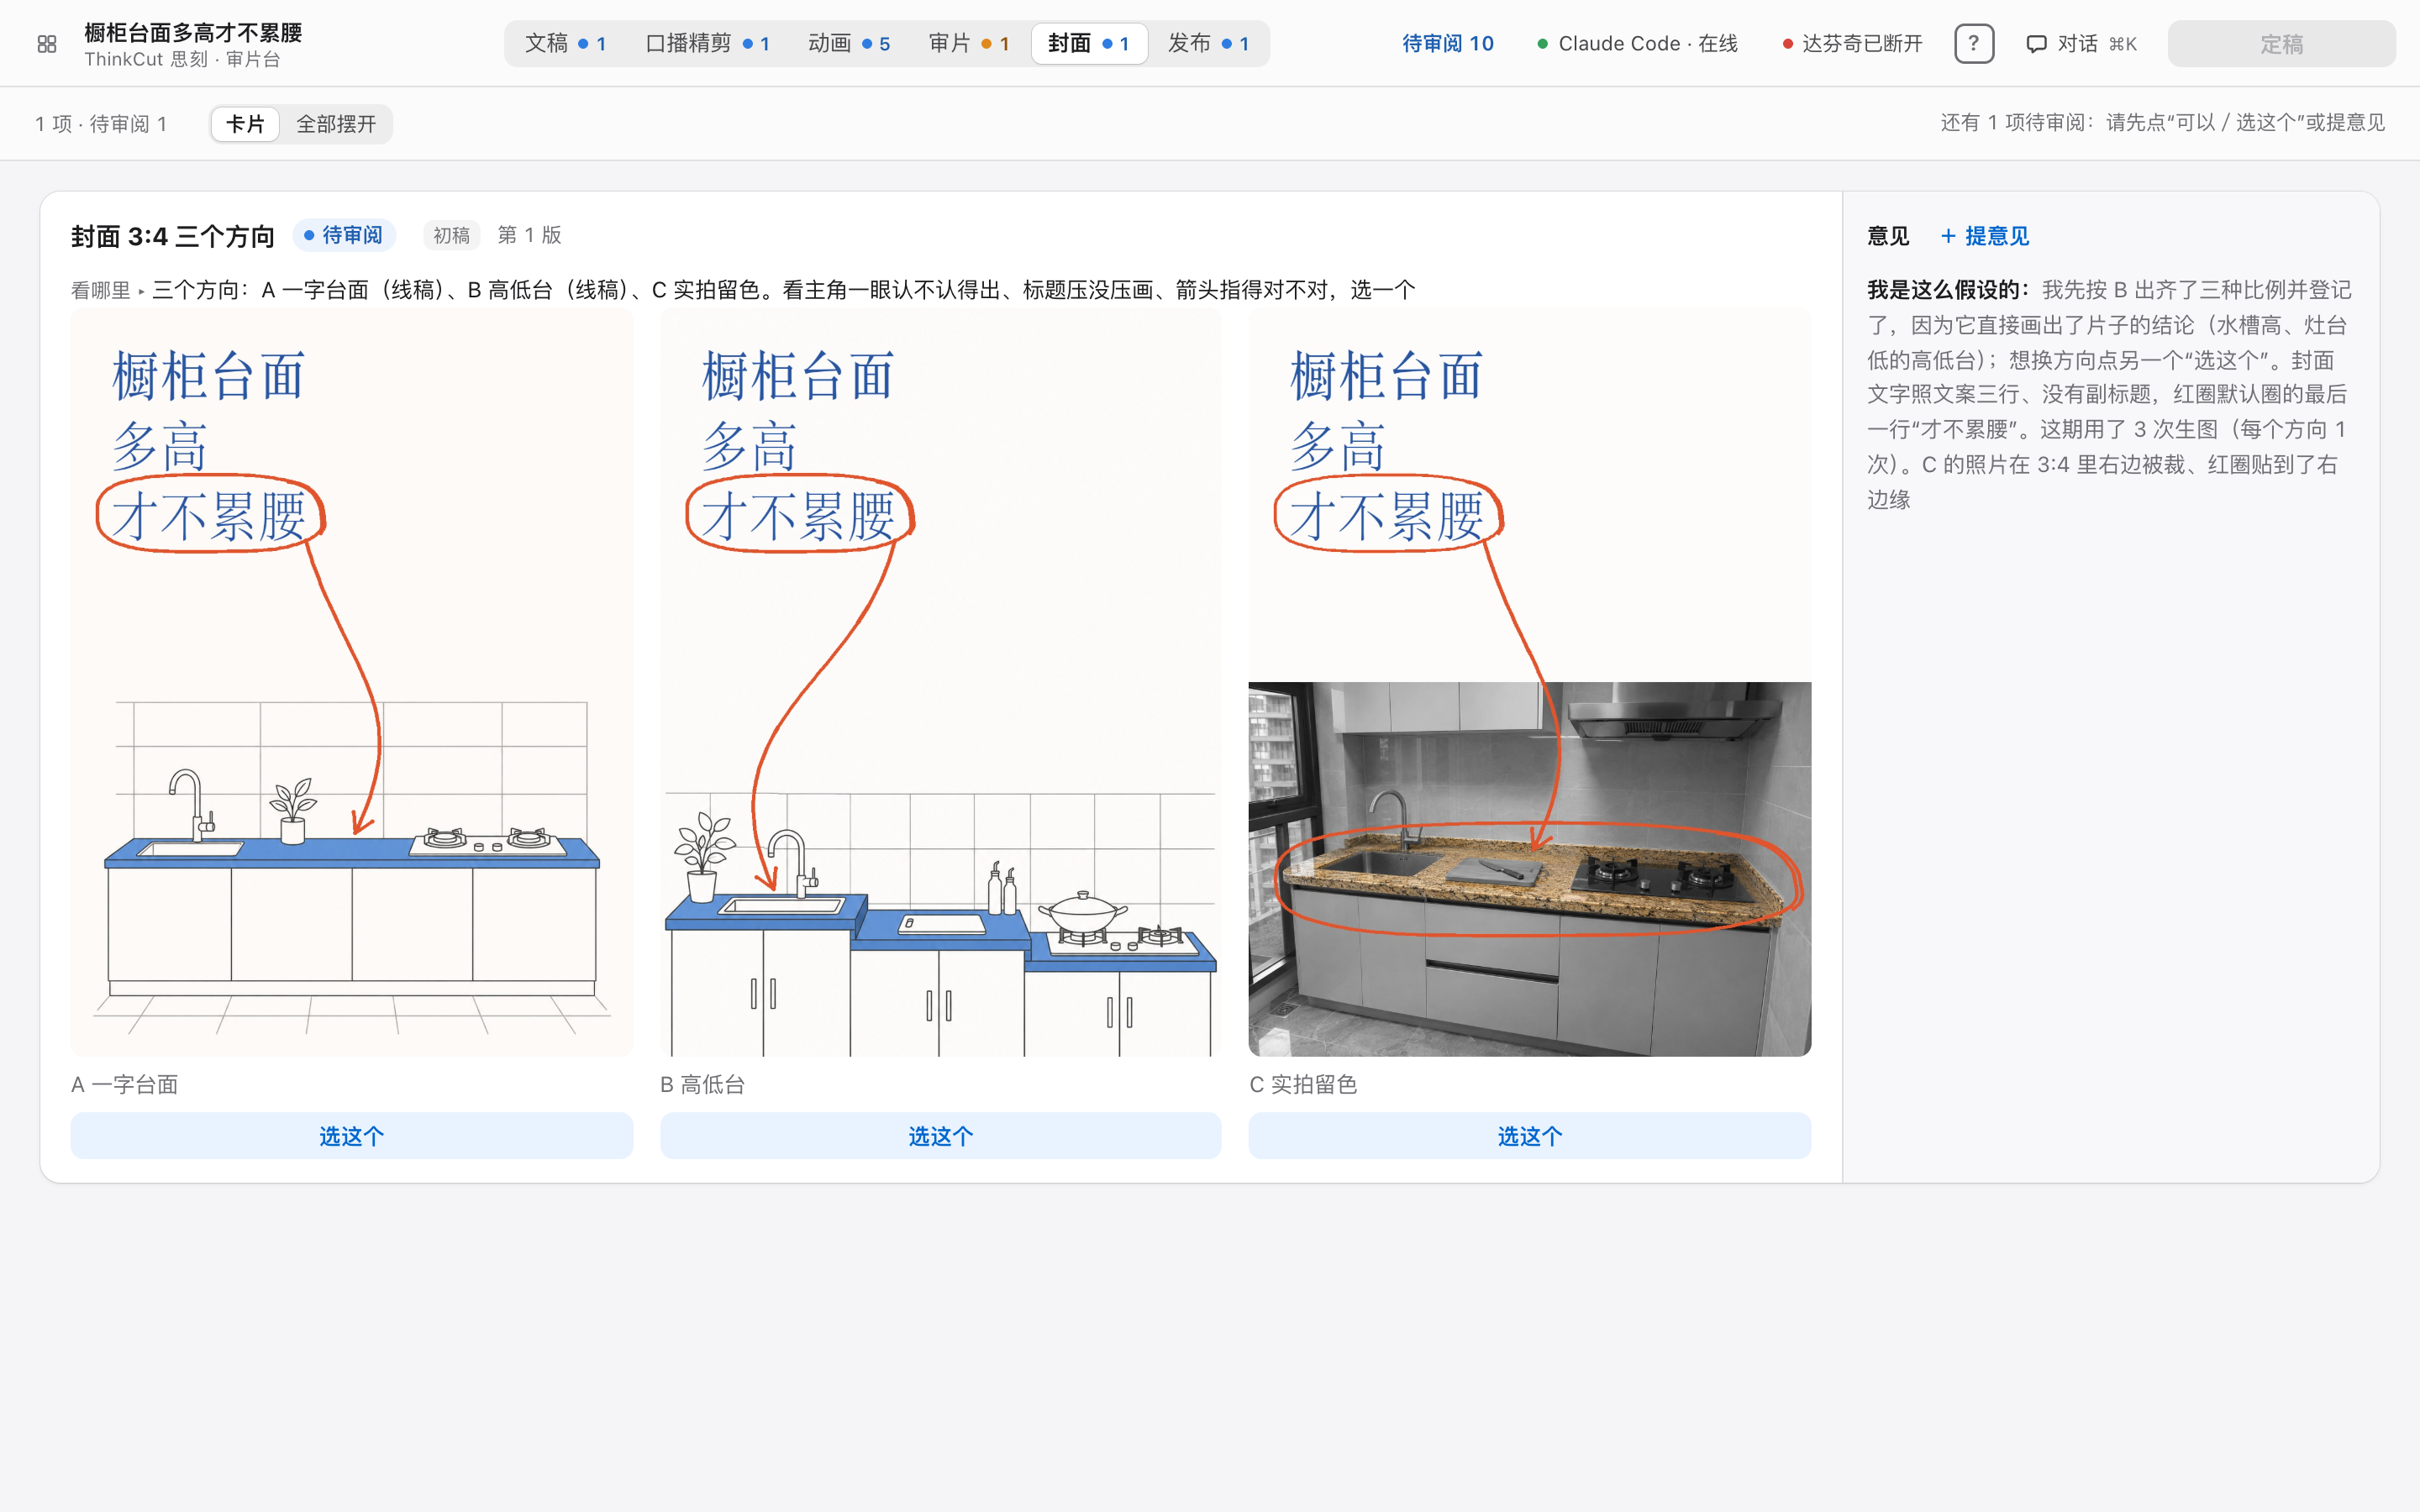 橱柜台面多高才不累腰
ThinkCut 思刻 · 审片台
文稿 1
口播精剪 1
动画 5
审片 1
封面 1
发布 1
待审阅 10
Claude Code · 在线
达芬奇已断开
?
对话 ⌘K
定稿
1 项 · 待审阅 1
卡片
全部摆开
还有 1 项待审阅：请先点“可以 / 选这个”或提意见
封面 3:4 三个方向
待审阅
初稿
第 1 版
看哪里 ▸ 三个方向：A 一字台面（线稿）、B 高低台（线稿）、C 实拍留色。看主角一眼认不认得出、标题压没压画、箭头指得对不对，选一个
橱柜台面
多高
才不累腰
A 一字台面
选这个
橱柜台面
多高
才不累腰
B 高低台
选这个
橱柜台面
多高
才不累腰
C 实拍留色
选这个
意见
+ 提意见
我是这么假设的：我先按 B 出齐了三种比例并登记
了，因为它直接画出了片子的结论（水槽高、灶台
低的高低台）；想换方向点另一个“选这个”。封面
文字照文案三行、没有副标题，红圈默认圈的最后
一行“才不累腰”。这期用了 3 次生图（每个方向 1
次）。C 的照片在 3:4 里右边被裁、红圈贴到了右
边缘